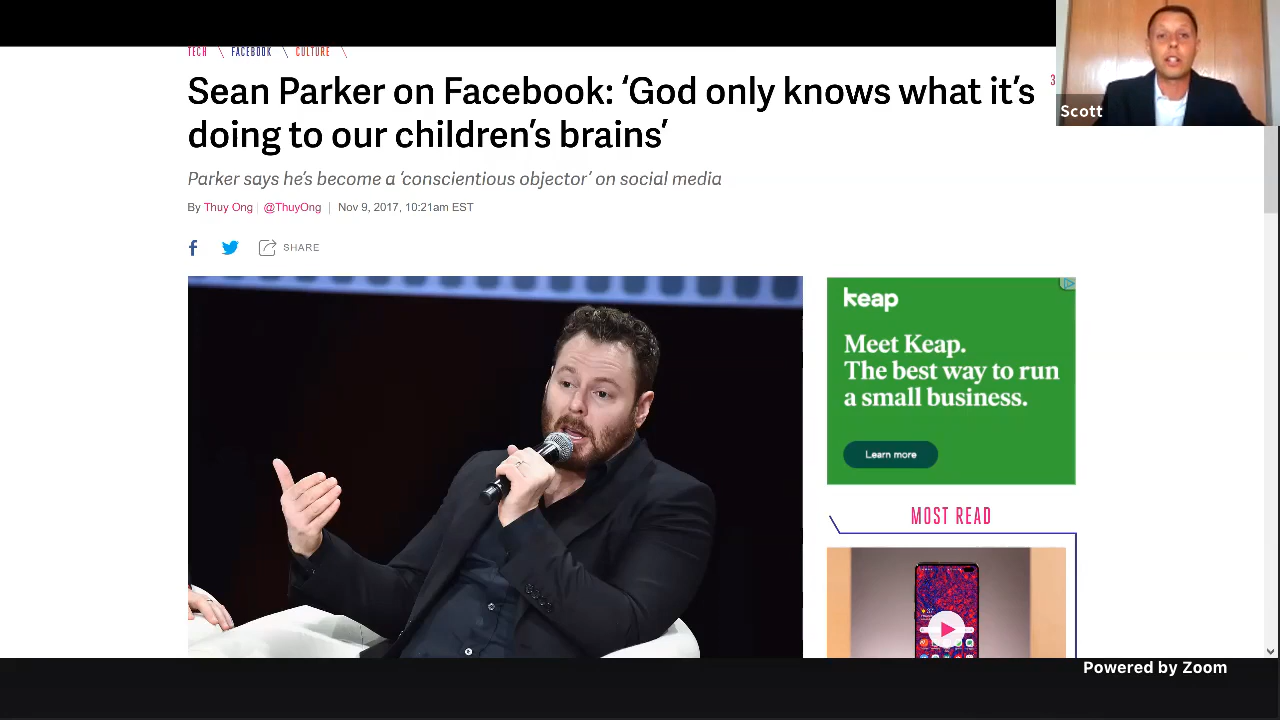 TECH \ FACEBOOK \ CULTURE \
Sean Parker on Facebook: ‘God only knows what it’s
doing to our children’s brains’
3
Scott
Parker says he’s become a ‘conscientious objector’ on social media
By Thuy Ong | @ThuyOng | Nov 9, 2017, 10:21am EST
SHARE
keap
Meet Keap.
The best way to run
a small business.
Learn more
MOST READ
Powered by Zoom